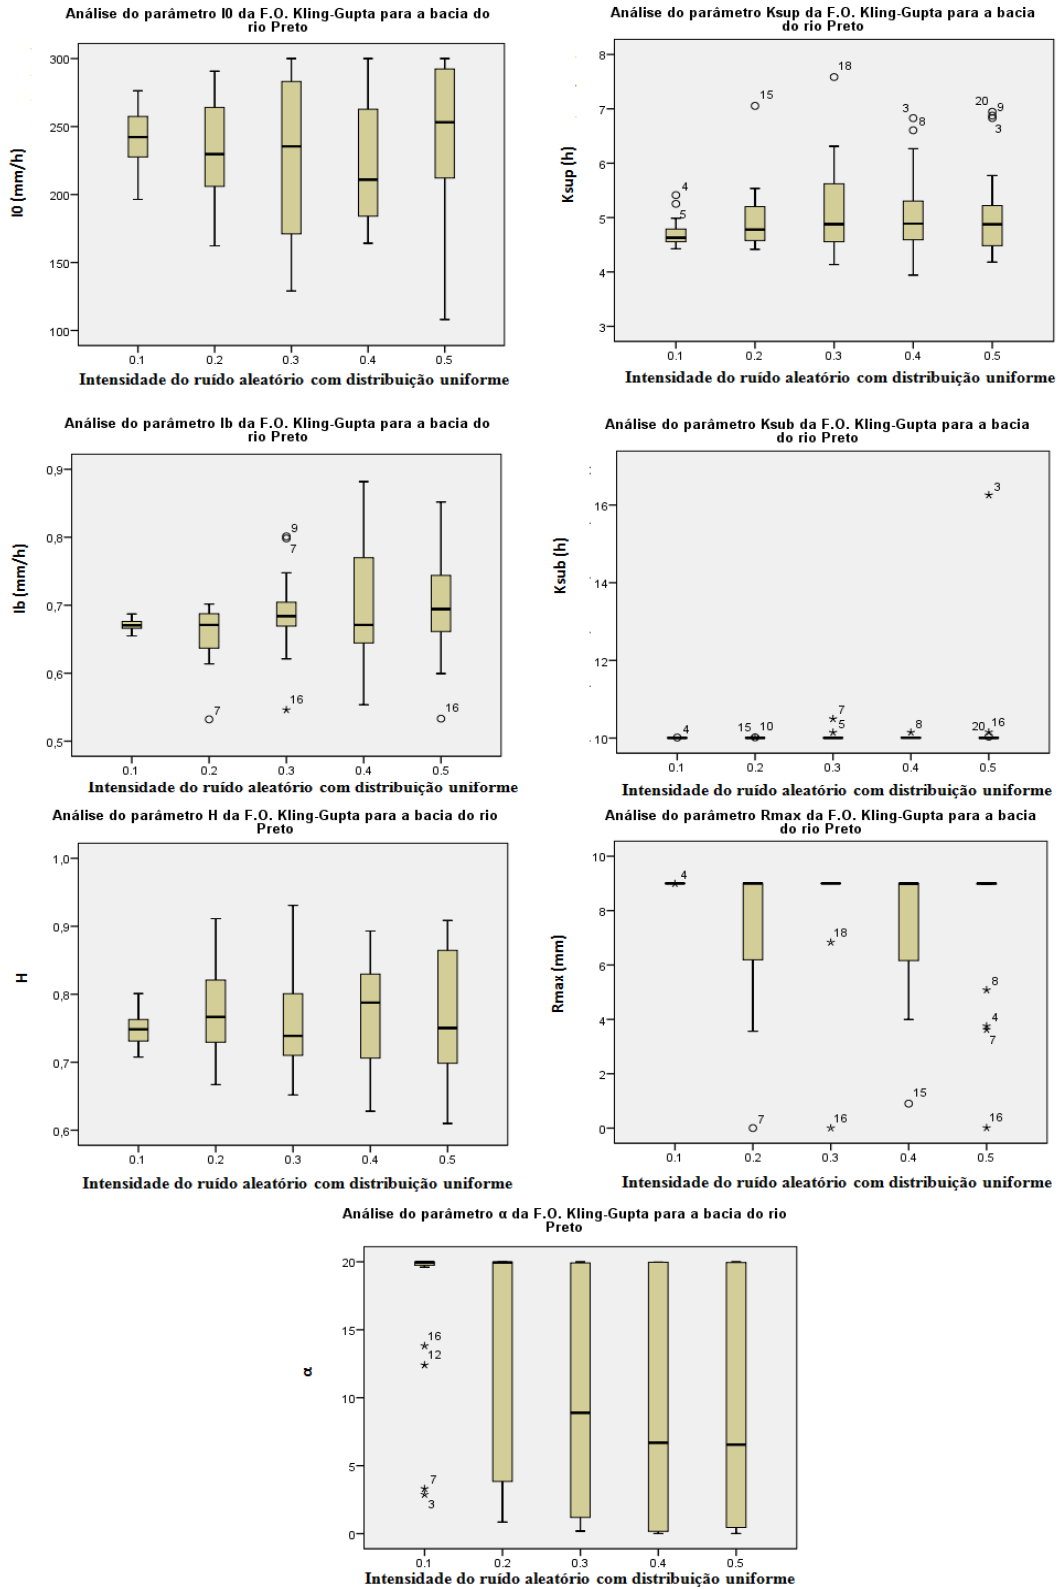 Análise do parâmetro I0 da F.O. Kling-Gupta para a bacia do
rio Preto
I0 (mm/h)
300
250
200
150
100
0.1 0.2 0.3 0.4 0.5
Intensidade do ruído aleatório com distribuição uniforme
Análise do parâmetro Ksup da F.O. Kling-Gupta para a bacia
do rio Preto
Ksup (h)
8
7
6
5
4
3
4
5
15
18
3
8
20
9
3
0.1 0.2 0.3 0.4 0.5
Intensidade do ruído aleatório com distribuição uniforme
Análise do parâmetro Ib da F.O. Kling-Gupta para a bacia do
rio Preto
Ib (mm/h)
0,9
0,8
0,7
0,6
0,5
7
9
7
16
16
0.1 0.2 0.3 0.4 0.5
Intensidade do ruído aleatório com distribuição uniforme
Análise do parâmetro Ksub da F.O. Kling-Gupta para a bacia
do rio Preto
Ksub (h)
16
14
12
10
4
15 10
7
5
8
3
16
20
0.1 0.2 0.3 0.4 0.5
Intensidade do ruído aleatório com distribuição uniforme
Análise do parâmetro H da F.O. Kling-Gupta para a bacia do rio
Preto
H
1,0
0,9
0,8
0,7
0,6
0.1 0.2 0.3 0.4 0.5
Intensidade do ruído aleatório com distribuição uniforme
Análise do parâmetro Rmax da F.O. Kling-Gupta para a bacia
do rio Preto
Rmax (mm)
10
8
6
4
2
0
4
7
18
16
15
8
4
7
16
0.1 0.2 0.3 0.4 0.5
Intensidade do ruído aleatório com distribuição uniforme
Análise do parâmetro α da F.O. Kling-Gupta para a bacia do rio
Preto
α
20
15
10
5
0
16
12
7
3
0.1 0.2 0.3 0.4 0.5
Intensidade do ruído aleatório com distribuição uniforme